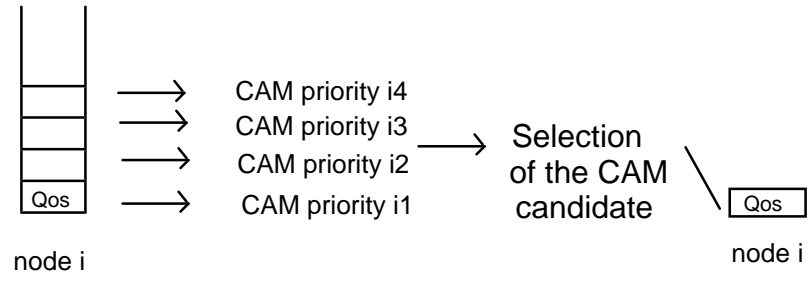 CAM priority i4
CAM priority i3
CAM priority i2
Qos
CAM priority i1
node i
Selection
of the CAM
candidate
Qos
node i